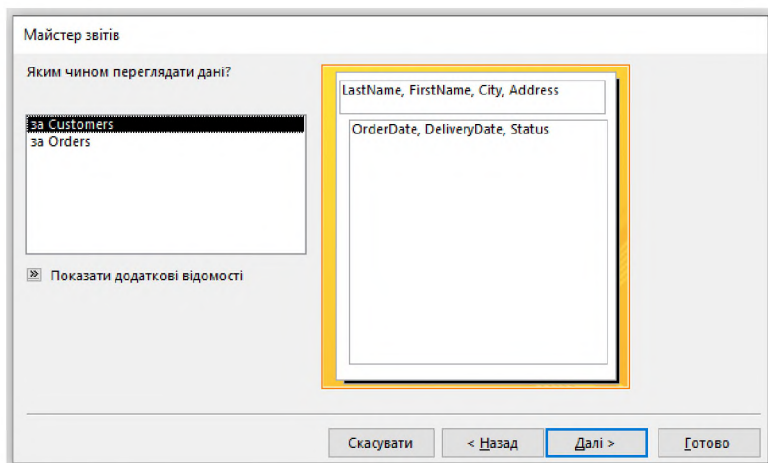 Майстер звітів
Яким чином переглядати дані?
за Customers
за Orders
Показати додаткові відомості
LastName, FirstName, City, Address
OrderDate, DeliveryDate, Status
Скасувати
< Назад
Далі >
Готово